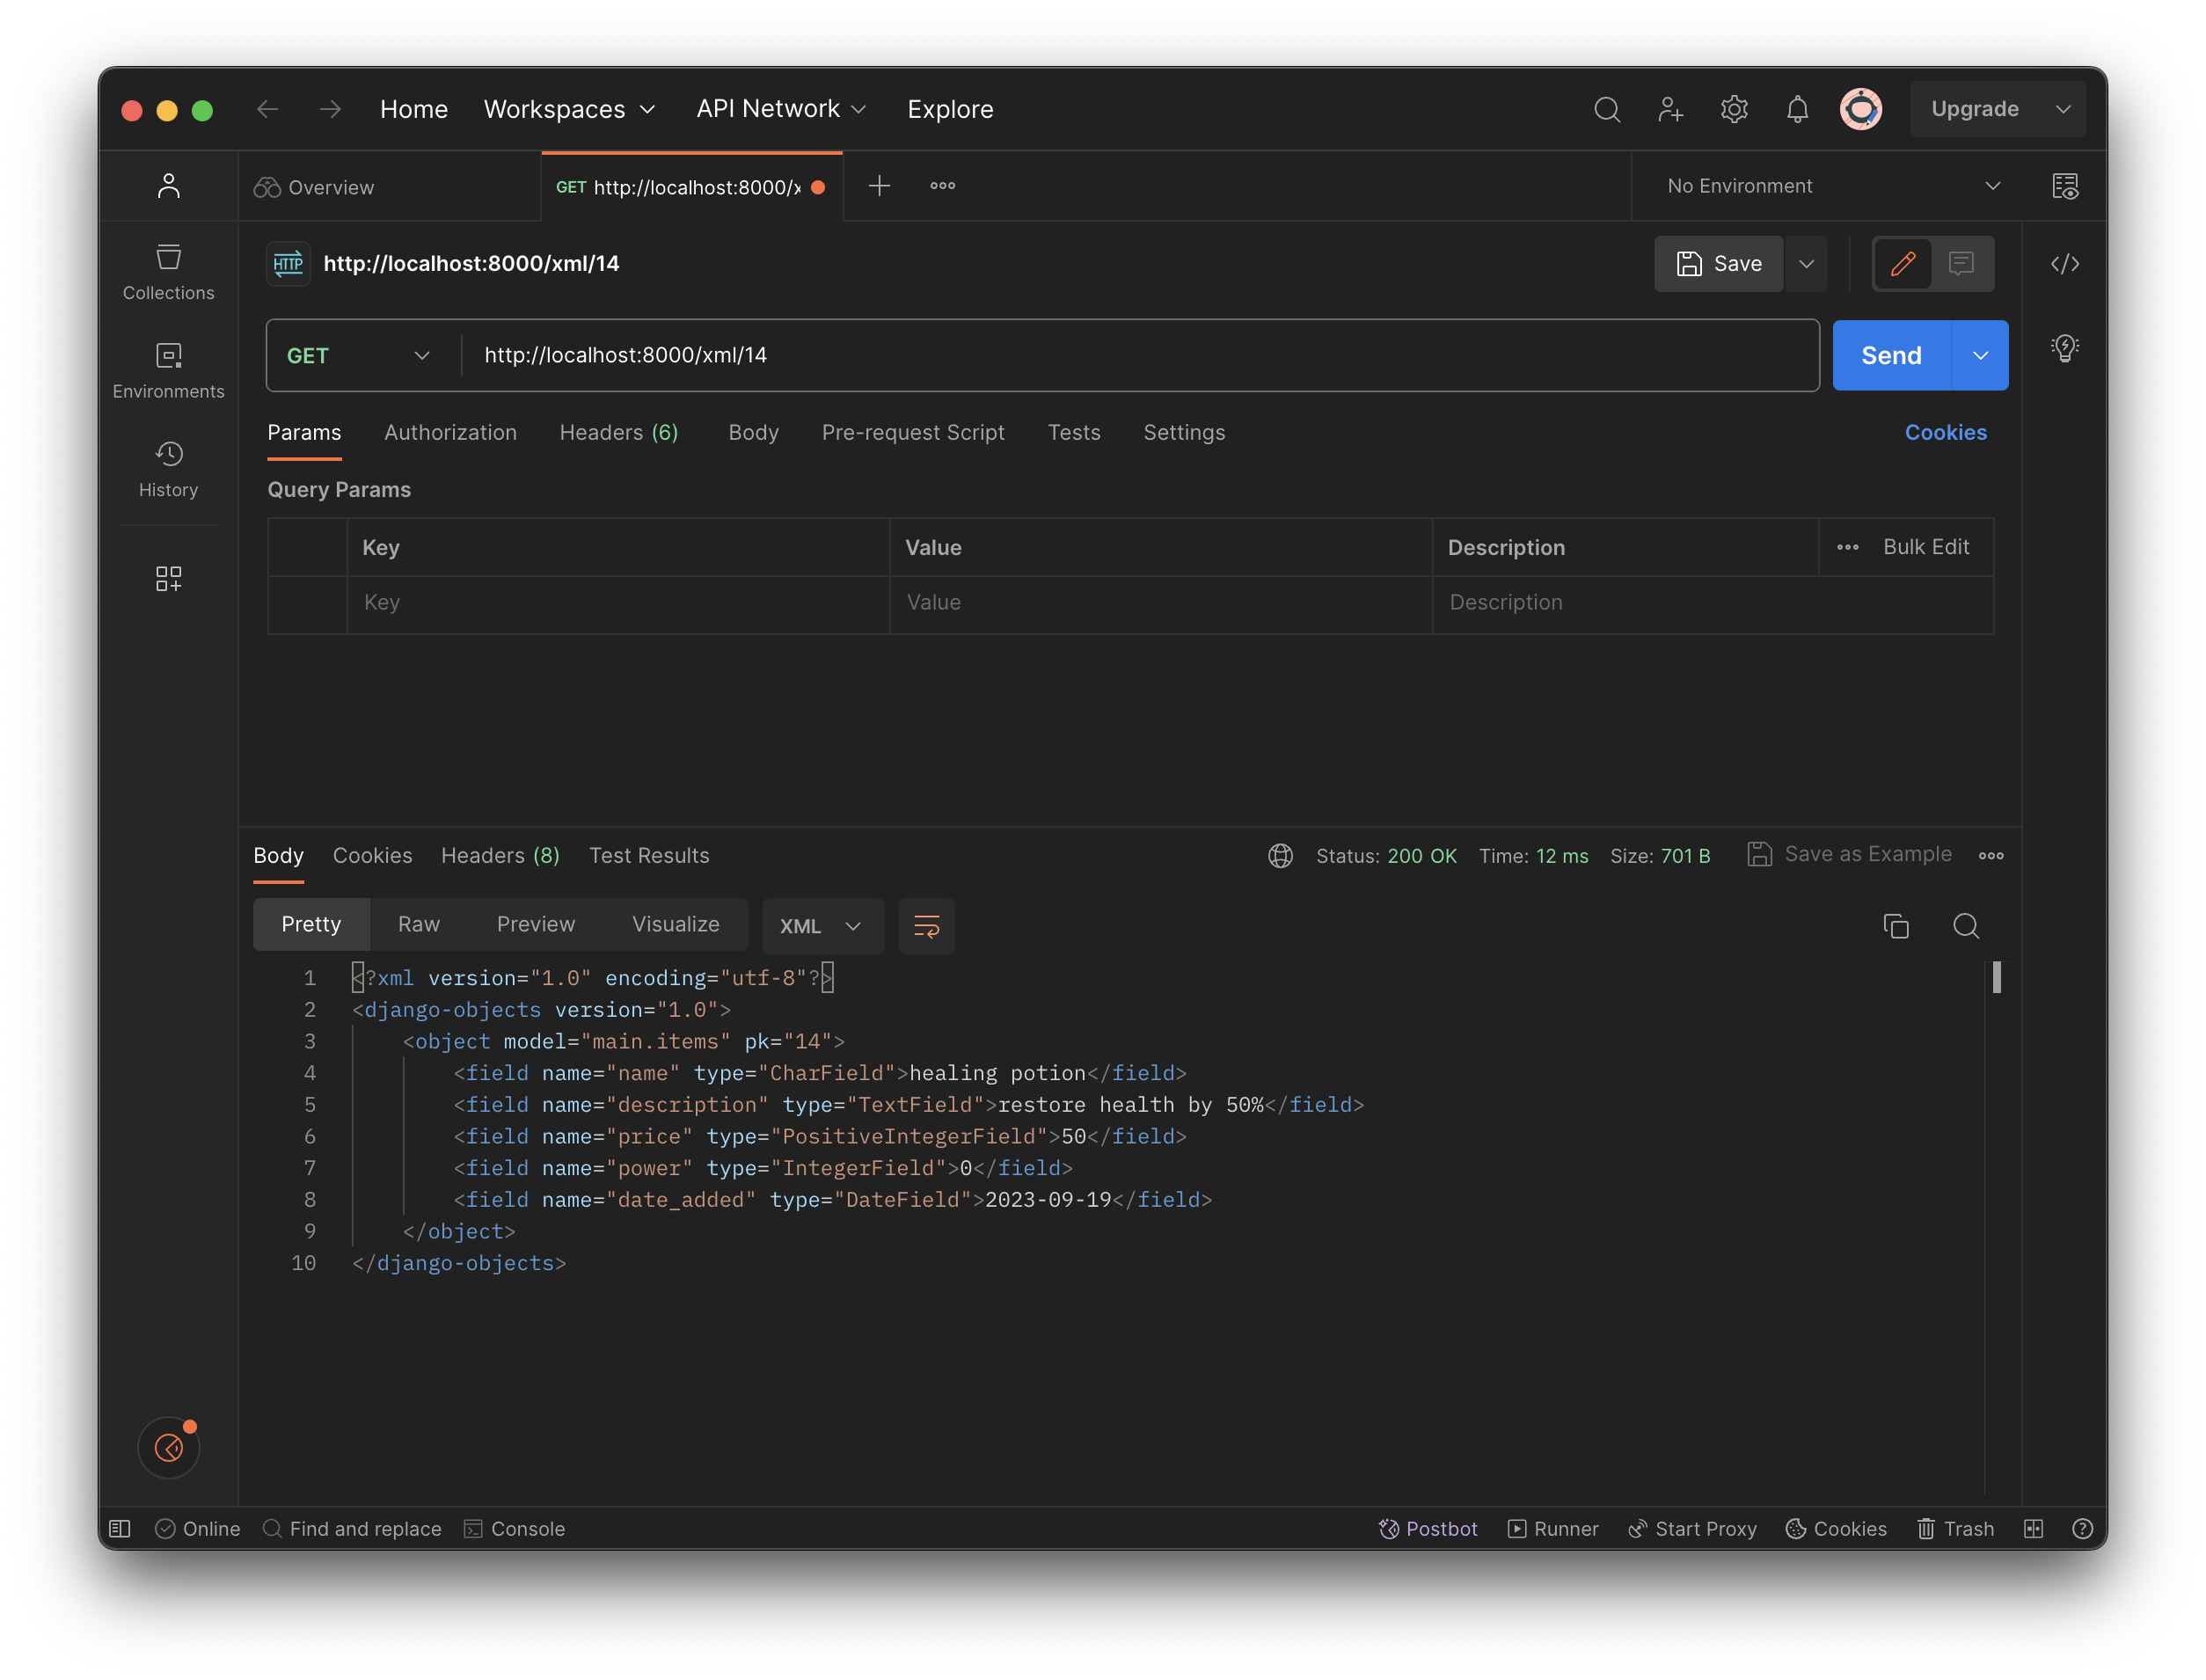 Home Workspaces API Network Explore Upgrade
Overview GET http://localhost:8000/x No Environment
HTTP http://localhost:8000/xml/14 Save
Collections
GET http://localhost:8000/xml/14 Send
Environments
Params Authorization Headers (6) Body Pre-request Script Tests Settings Cookies
History
Query Params
Key Value Description Bulk Edit
Key Value Description
Body Cookies Headers (8) Test Results Status: 200 OK Time: 12 ms Size: 701 B Save as Example
Pretty Raw Preview Visualize XML
1 <?xml version="1.0" encoding="utf-8"?>
2 <django-objects version="1.0">
3 <object model="main.items" pk="14">
4 <field name="name" type="CharField">healing potion</field>
5 <field name="description" type="TextField">restore health by 50%</field>
6 <field name="price" type="PositiveIntegerField">50</field>
7 <field name="power" type="IntegerField">0</field>
8 <field name="date_added" type="DateField">2023-09-19</field>
9 </object>
10 </django-objects>
Online Find and replace Console Postbot Runner Start Proxy Cookies Trash